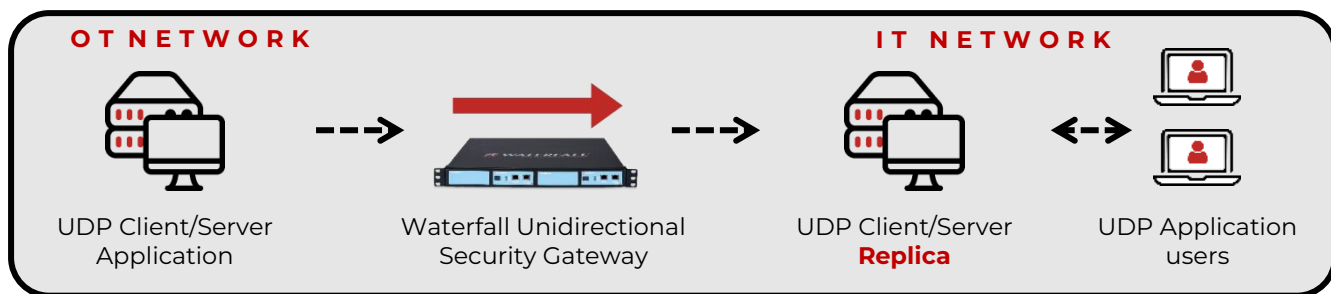 OT NETWORK
IT NETWORK
WATERFALL
UDP Client/Server
Application
Waterfall Unidirectional
Security Gateway
UDP Client/Server
Replica
UDP Application
users